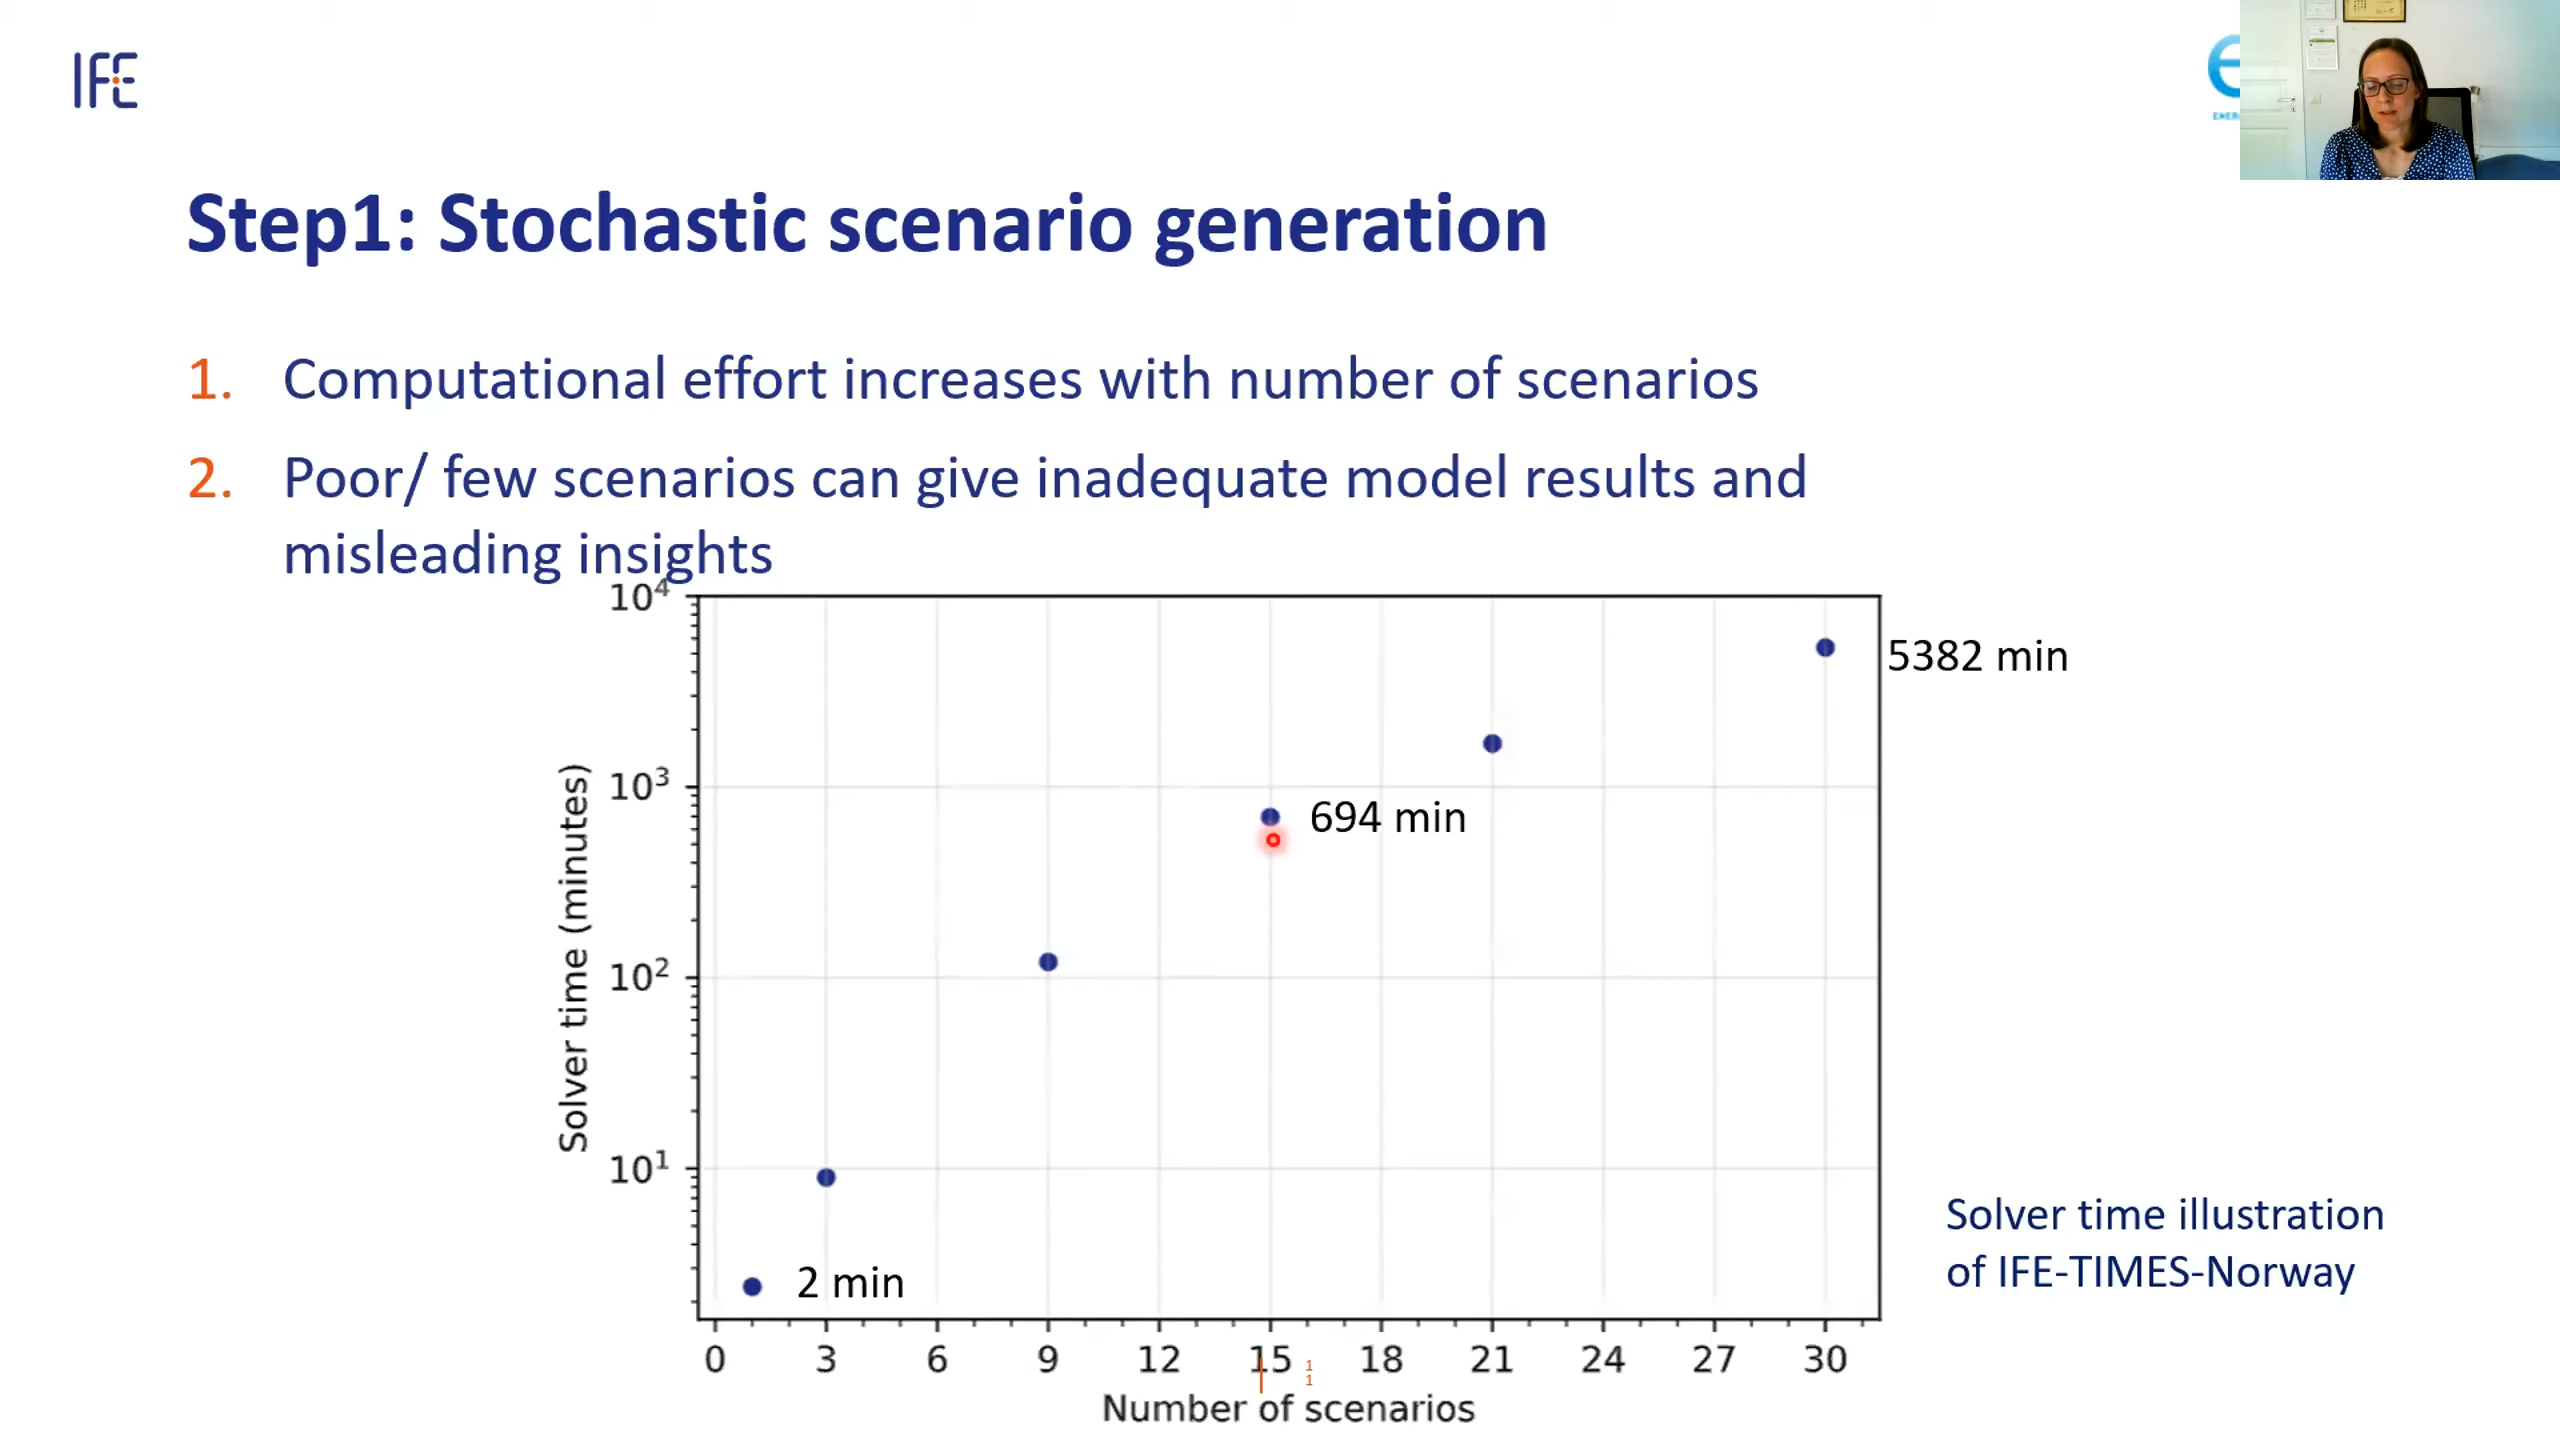 IFE
Step1: Stochastic scenario generation
1. Computational effort increases with number of scenarios
2. Poor/ few scenarios can give inadequate model results and
misleading insights
10⁴
10³
10²
10¹
Solver time (minutes)
5382 min
694 min
2 min
0 3 6 9 12 15 18 21 24 27 30
11
Number of scenarios
Solver time illustration
of IFE-TIMES-Norway